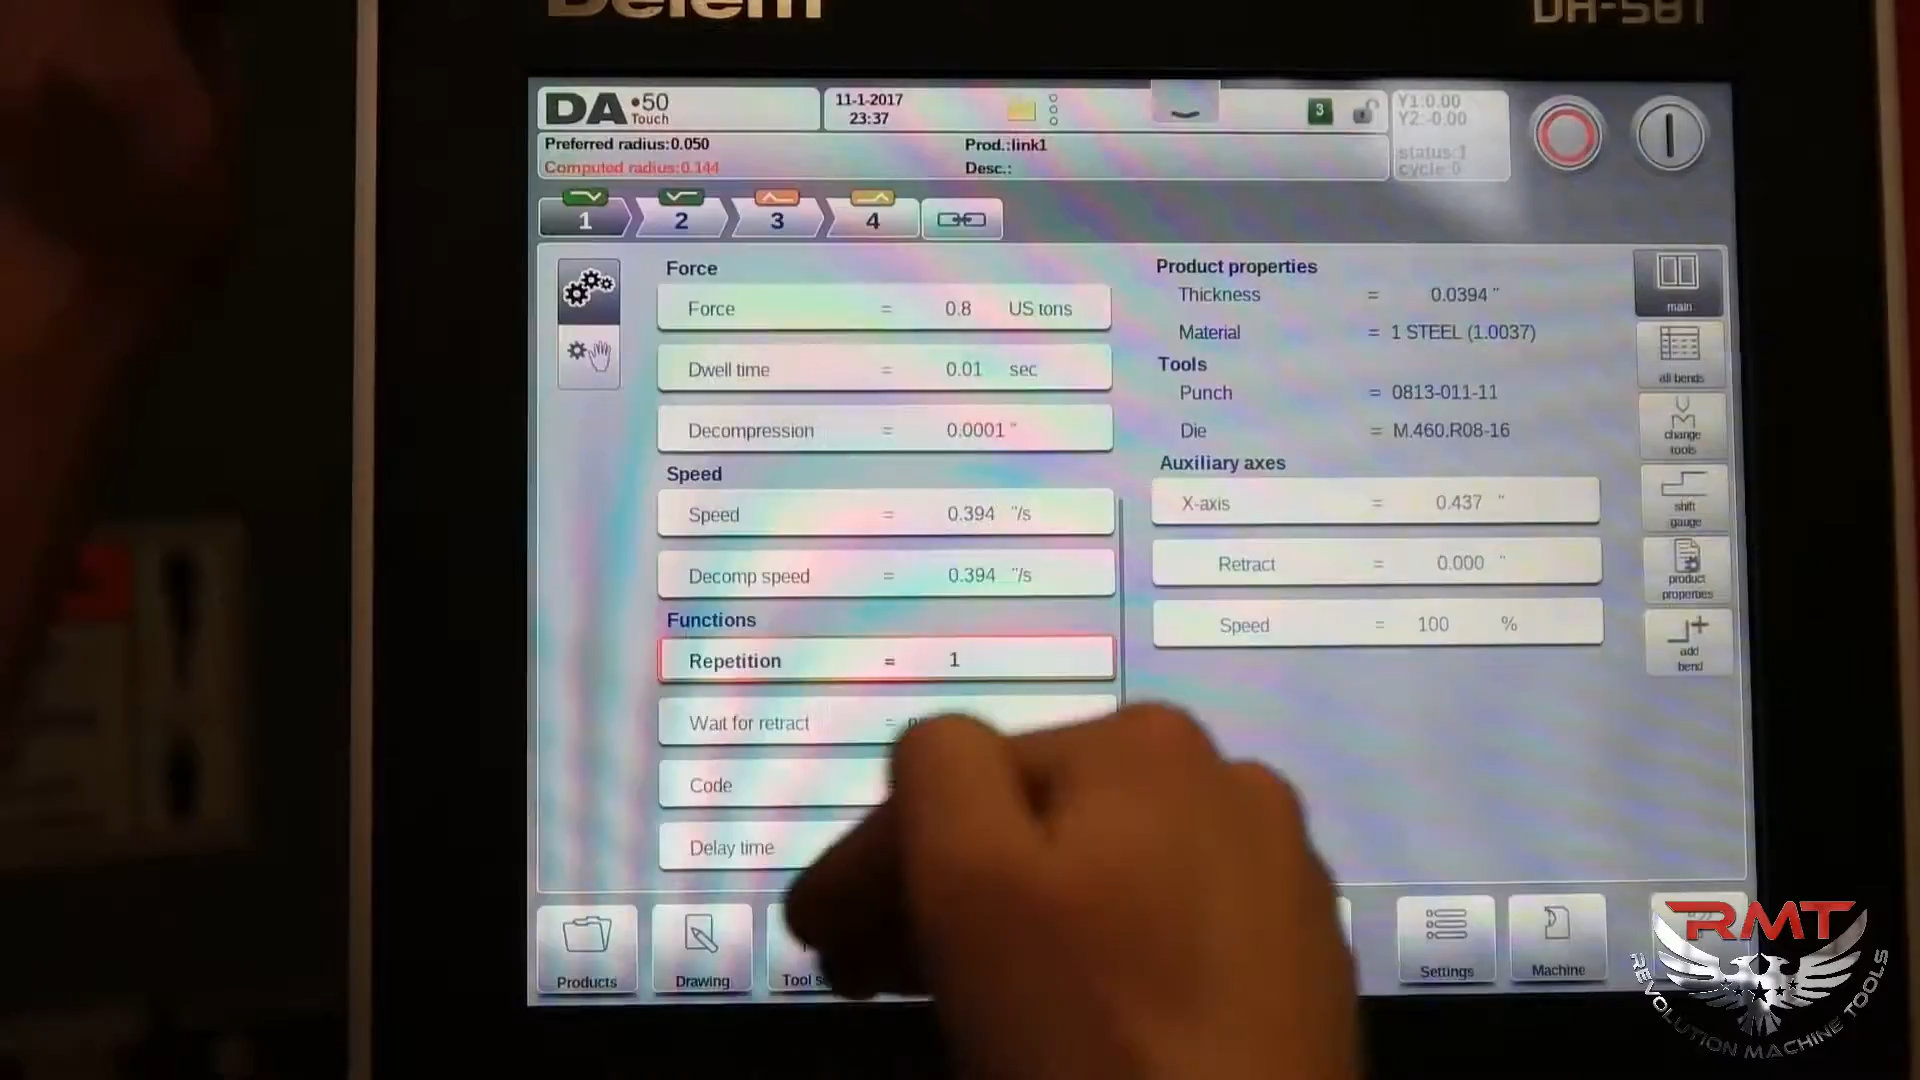 Delem
DA-58T
DA•50
Touch
11-1-2017
23:37
3
Y1:0.00
Y2:-0.00
status:1
cycle:0
Preferred radius:0.050
Computed radius:0.144
Prod.:link1
Desc.:
1
2
3
4
Force
Force = 0.8 US tons
Dwell time = 0.01 sec
Decompression = 0.0001 "
Speed
Speed = 0.394 "/s
Decomp speed = 0.394 "/s
Functions
Repetition = 1
Wait for retract =
Code
Delay time
Product properties
Thickness = 0.0394 "
Material = 1 STEEL (1.0037)
Tools
Punch = 0813-011-11
Die = M.460.R08-16
Auxiliary axes
X-axis = 0.437 "
Retract = 0.000 "
Speed = 100 %
main
all bends
change
tools
shift
gauge
product
properties
add
bend
Products
Drawing
Tool
Settings
Machine
RMT
REVOLUTION MACHINE TOOLS